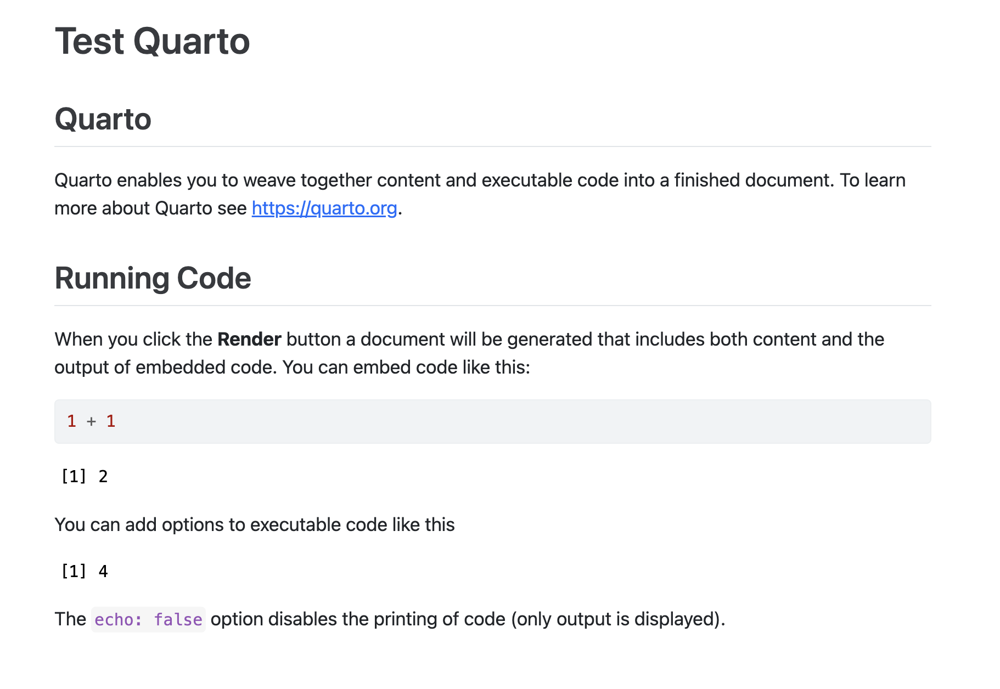 Test Quarto
Quarto
Quarto enables you to weave together content and executable code into a finished document. To learn
more about Quarto see https://quarto.org.
Running Code
When you click the Render button a document will be generated that includes both content and the
output of embedded code. You can embed code like this:
1 + 1
[1] 2
You can add options to executable code like this
[1] 4
The echo: false option disables the printing of code (only output is displayed).